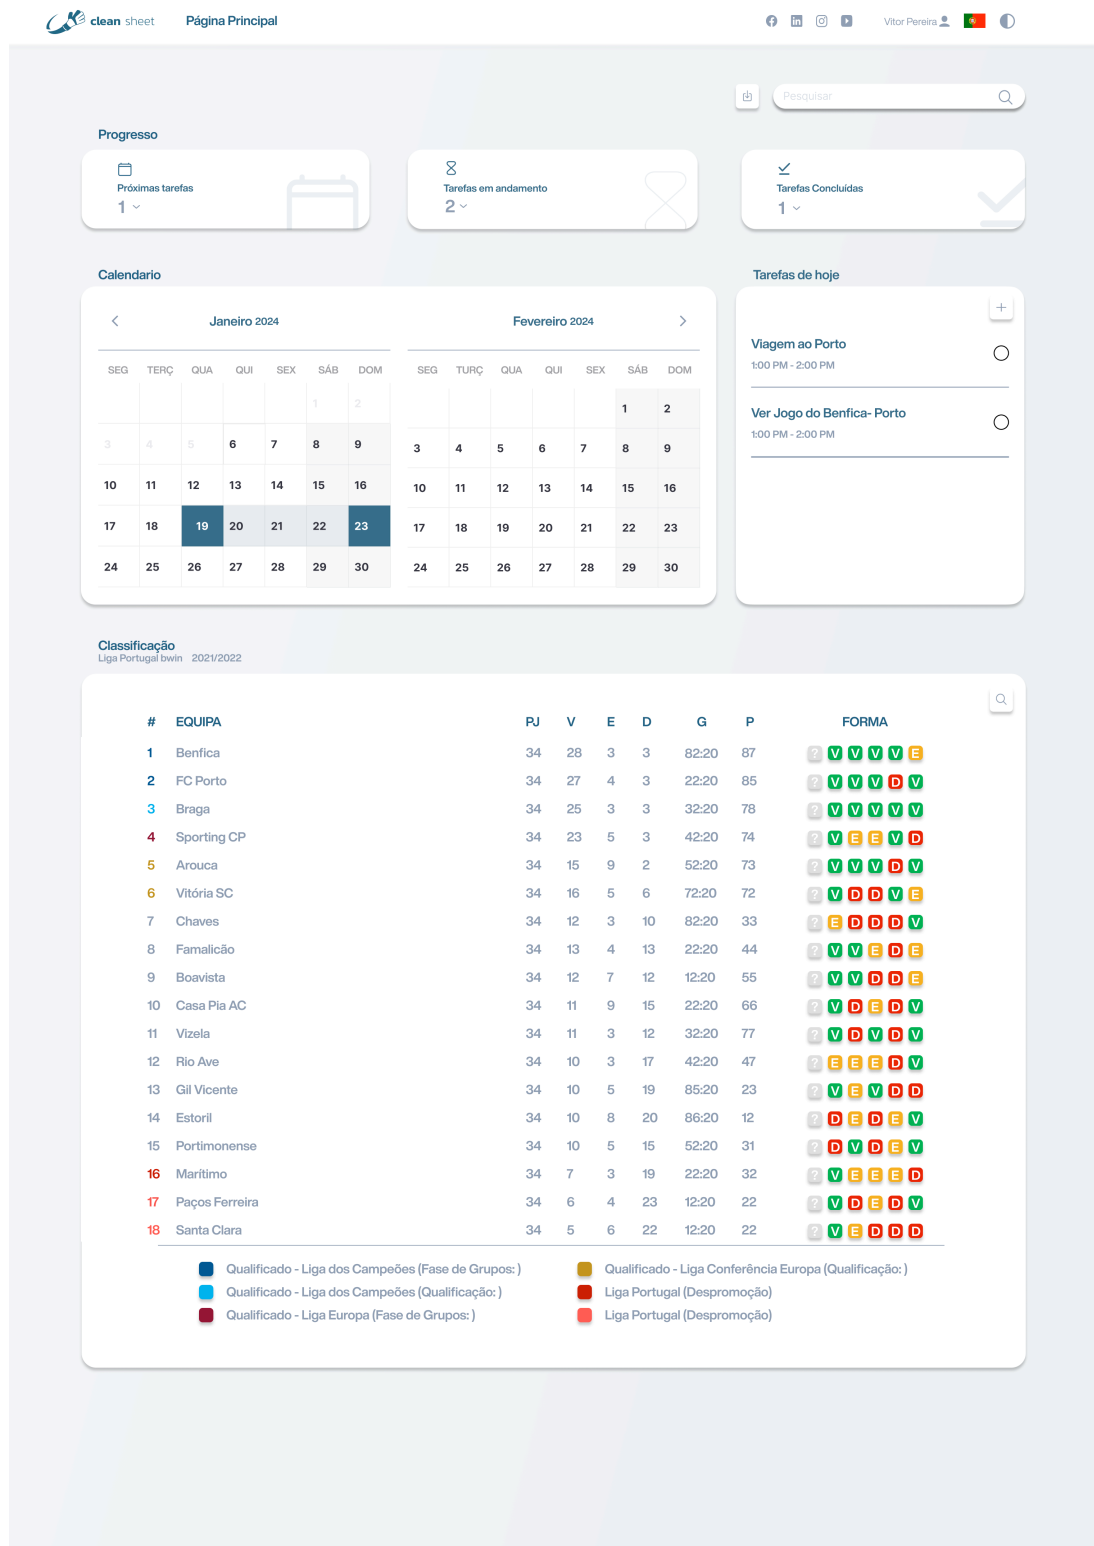 clean sheet Página Principal Vitor Pereira
Pesquisar
Progresso
Próximas tarefas
1
Tarefas em andamento
2
Tarefas Concluídas
1
Calendario
Janeiro 2024
SEG TERÇ QUA QUI SEX SÁB DOM
1 2
3 4 5 6 7 8 9
10 11 12 13 14 15 16
17 18 19 20 21 22 23
24 25 26 27 28 29 30
Fevereiro 2024
SEG TURÇ QUA QUI SEX SÁB DOM
1 2
3 4 5 6 7 8 9
10 11 12 13 14 15 16
17 18 19 20 21 22 23
24 25 26 27 28 29 30
Tarefas de hoje
Viagem ao Porto
1:00 PM - 2:00 PM
Ver Jogo do Benfica- Porto
1:00 PM - 2:00 PM
Classificação
Liga Portugal bwin 2021/2022
# EQUIPA PJ V E D G P FORMA
1 Benfica 34 28 3 3 82:20 87 ? V V V V E
2 FC Porto 34 27 4 3 22:20 85 ? V V V D V
3 Braga 34 25 3 3 32:20 78 ? V V V V V
4 Sporting CP 34 23 5 3 42:20 74 ? V E E V D
5 Arouca 34 15 9 2 52:20 73 ? V V V D V
6 Vitória SC 34 16 5 6 72:20 72 ? V D D V E
7 Chaves 34 12 3 10 82:20 33 ? E D D D V
8 Famalicão 34 13 4 13 22:20 44 ? V V E D E
9 Boavista 34 12 7 12 12:20 55 ? V V D D E
10 Casa Pia AC 34 11 9 15 22:20 66 ? V D E D V
11 Vizela 34 11 3 12 32:20 77 ? V D V D V
12 Rio Ave 34 10 3 17 42:20 47 ? E E E D V
13 Gil Vicente 34 10 5 19 85:20 23 ? V E V D D
14 Estoril 34 10 8 20 86:20 12 ? D E D E V
15 Portimonense 34 10 5 15 52:20 31 ? D V D E V
16 Marítimo 34 7 3 19 22:20 32 ? V E E E D
17 Paços Ferreira 34 6 4 23 12:20 22 ? V D E D V
18 Santa Clara 34 5 6 22 12:20 22 ? V E D D D
Qualificado - Liga dos Campeões (Fase de Grupos: )
Qualificado - Liga dos Campeões (Qualificação: )
Qualificado - Liga Europa (Fase de Grupos: )
Qualificado - Liga Conferência Europa (Qualificação: )
Liga Portugal (Despromoção)
Liga Portugal (Despromoção)